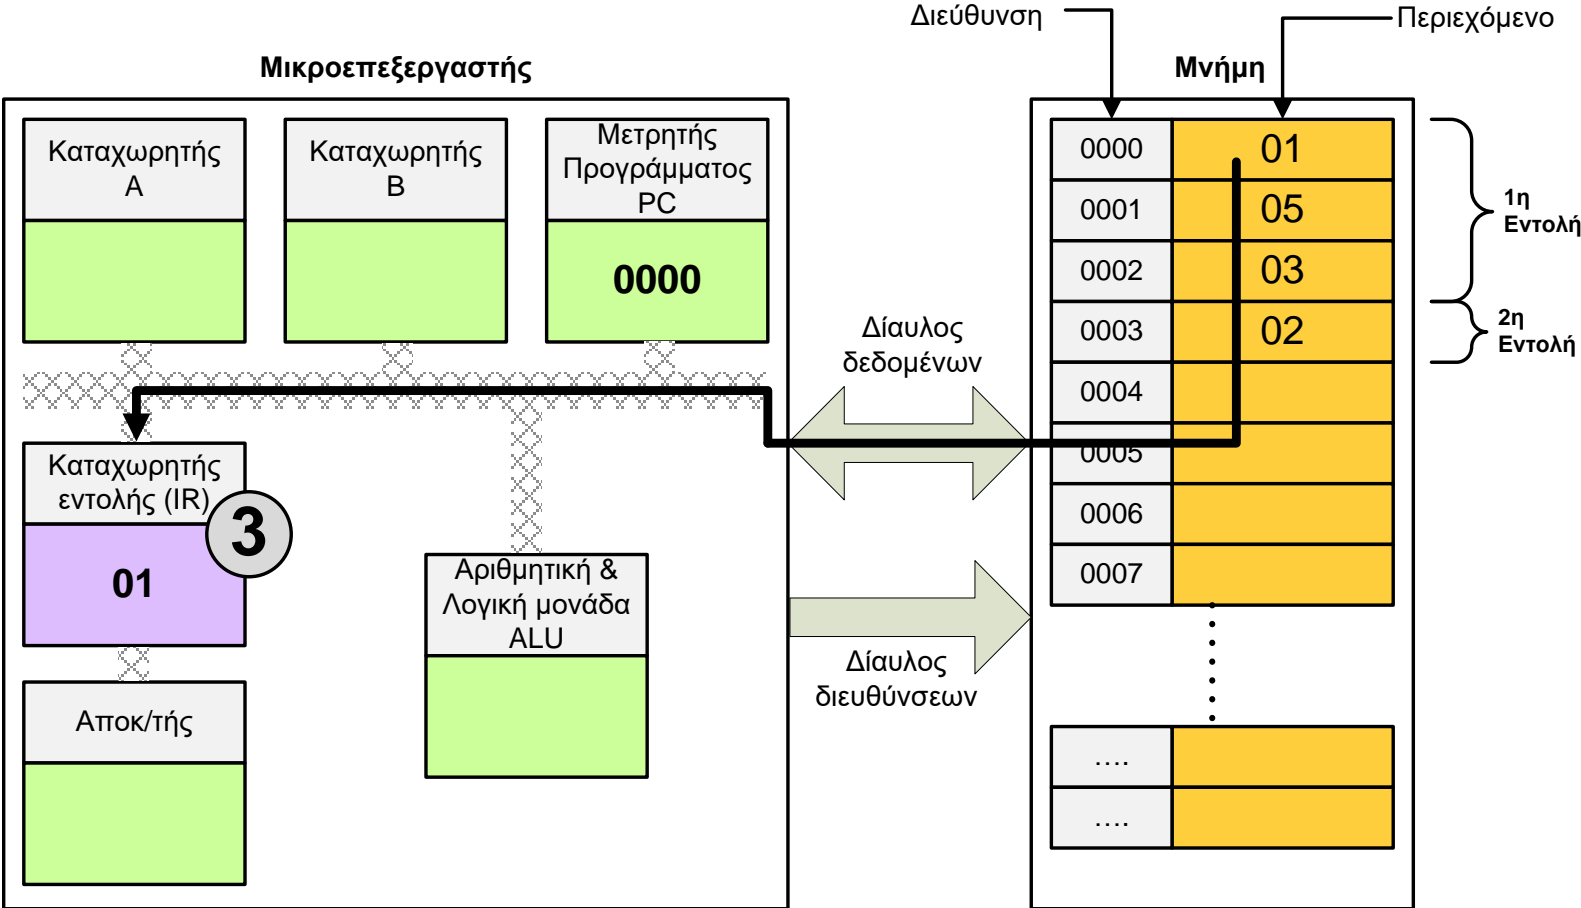 Διεύθυνση
Περιεχόμενο
Μικροεπεξεργαστής
Μνήμη
Καταχωρητής
A
Καταχωρητής
B
Μετρητής
Προγράμματος
PC
0000
0000 01
0001 05
0002 03
0003 02
0004
0005
0006
0007
....
....
1η
Εντολή
2η
Εντολή
Δίαυλος
δεδομένων
Καταχωρητής
εντολής (IR)
3
01
Αριθμητική &
Λογική μονάδα
ALU
Δίαυλος
διευθύνσεων
Αποκ/τής